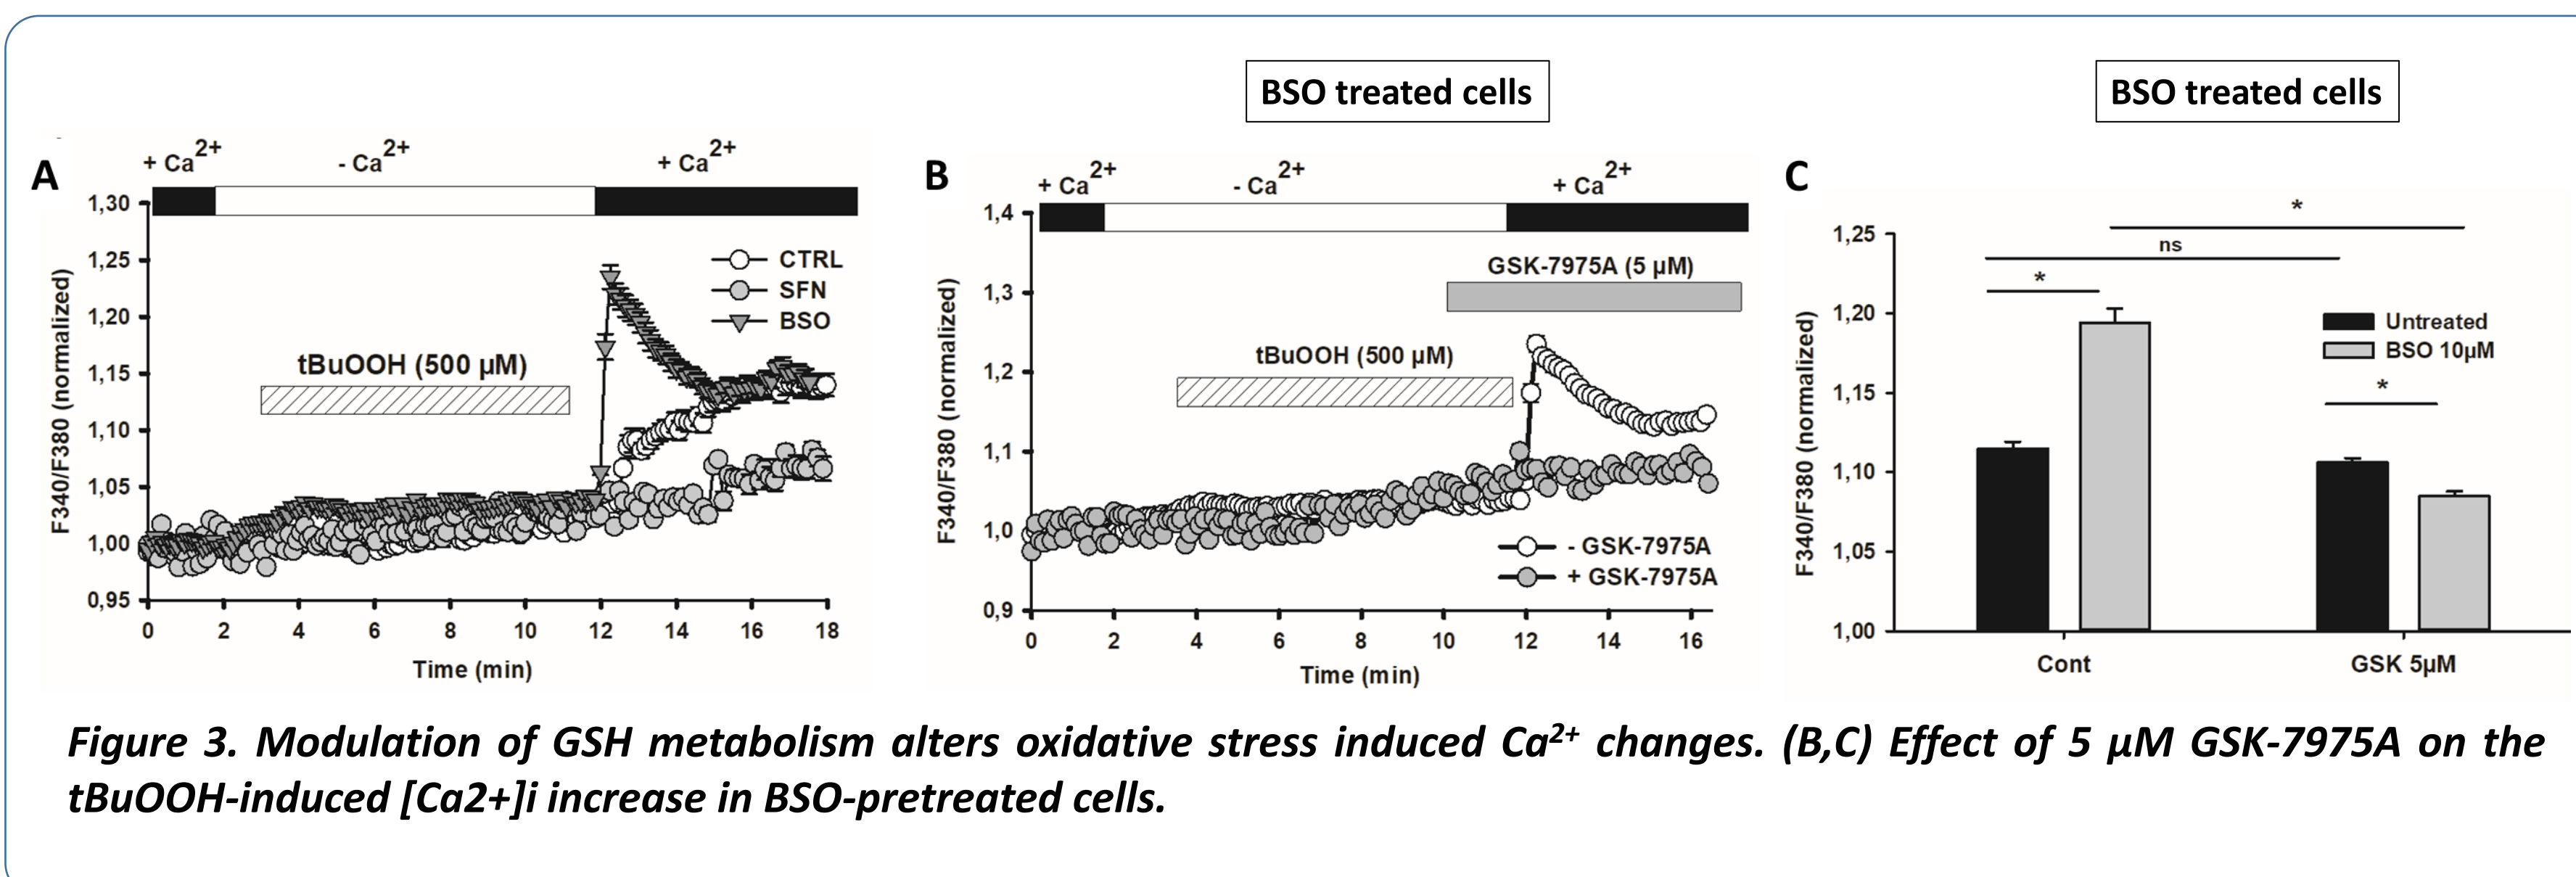 BSO treated cells
BSO treated cells
A
+ Ca2+
- Ca2+
+ Ca2+
1,30
1,25
1,20
1,15
1,10
1,05
1,00
0,95
F340/F380 (normalized)
CTRL
SFN
BSO
tBuOOH (500 µM)
0 2 4 6 8 10 12 14 16 18
Time (min)
B
+ Ca2+
- Ca2+
+ Ca2+
1,4
1,3
1,2
1,1
1,0
0,9
F340/F380 (normalized)
GSK-7975A (5 µM)
tBuOOH (500 µM)
- GSK-7975A
+ GSK-7975A
0 2 4 6 8 10 12 14 16
Time (min)
C
1,25
1,20
1,15
1,10
1,05
1,00
F340/F380 (normalized)
*
ns
*
Untreated
BSO 10µM
*
Cont
GSK 5µM
Figure 3. Modulation of GSH metabolism alters oxidative stress induced Ca2+ changes. (B,C) Effect of 5 µM GSK-7975A on the
tBuOOH-induced [Ca2+]i increase in BSO-pretreated cells.